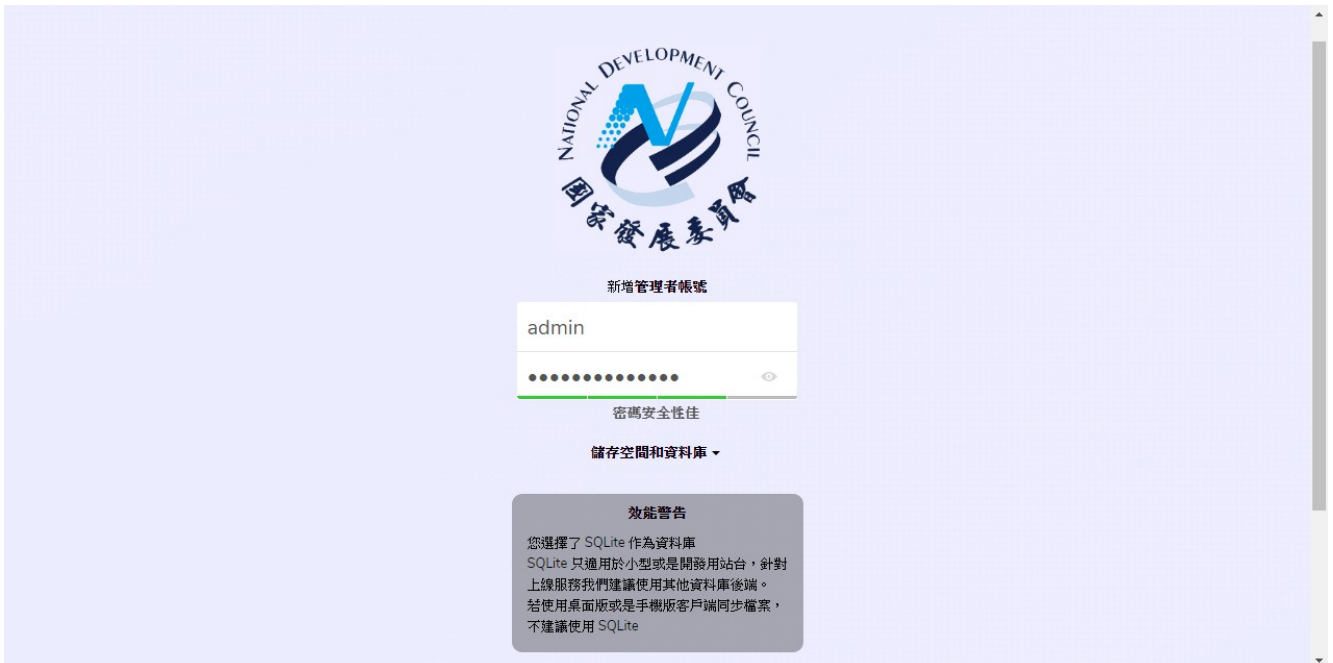 NATIONAL DEVELOPMENT COUNCIL
國家發展委員會
新增管理者帳號
admin
●●●●●●●●●●●●●●
密碼安全性佳
儲存空間和資料庫
效能警告
您選擇了 SQLite 作為資料庫
SQLite 只適用於小型或是開發用站台，針對
上線服務我們建議使用其他資料庫後端。
若使用桌面版或是手機版客戶端同步檔案，
不建議使用 SQLite